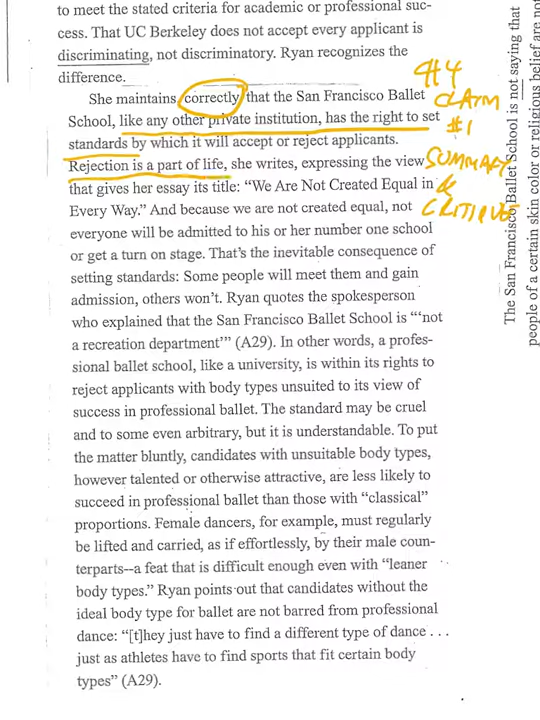 to meet the stated criteria for academic or professional suc-
cess. That UC Berkeley does not accept every applicant is
discriminating, not discriminatory. Ryan recognizes the
difference.
She maintains correctly that the San Francisco Ballet
School, like any other private institution, has the right to set
standards by which it will accept or reject applicants.
Rejection is a part of life, she writes, expressing the view
that gives her essay its title: “We Are Not Created Equal in
Every Way.” And because we are not created equal, not
everyone will be admitted to his or her number one school
or get a turn on stage. That’s the inevitable consequence of
setting standards: Some people will meet them and gain
admission, others won’t. Ryan quotes the spokesperson
who explained that the San Francisco Ballet School is “‘not
a recreation department’” (A29). In other words, a profes-
sional ballet school, like a university, is within its rights to
reject applicants with body types unsuited to its view of
success in professional ballet. The standard may be cruel
and to some even arbitrary, but it is understandable. To put
the matter bluntly, candidates with unsuitable body types,
however talented or otherwise attractive, are less likely to
succeed in professional ballet than those with “classical”
proportions. Female dancers, for example, must regularly
be lifted and carried, as if effortlessly, by their male coun-
terparts--a feat that is difficult enough even with “leaner
body types.” Ryan points out that candidates without the
ideal body type for ballet are not barred from professional
dance: “[t]hey just have to find a different type of dance . . .
just as athletes have to find sports that fit certain body
types” (A29).
#4
CLAIM
#1
SUMMARY
&
CRITIQUE
The San Francisco Ballet School is not saying that
people of a certain skin color or religious belief are not